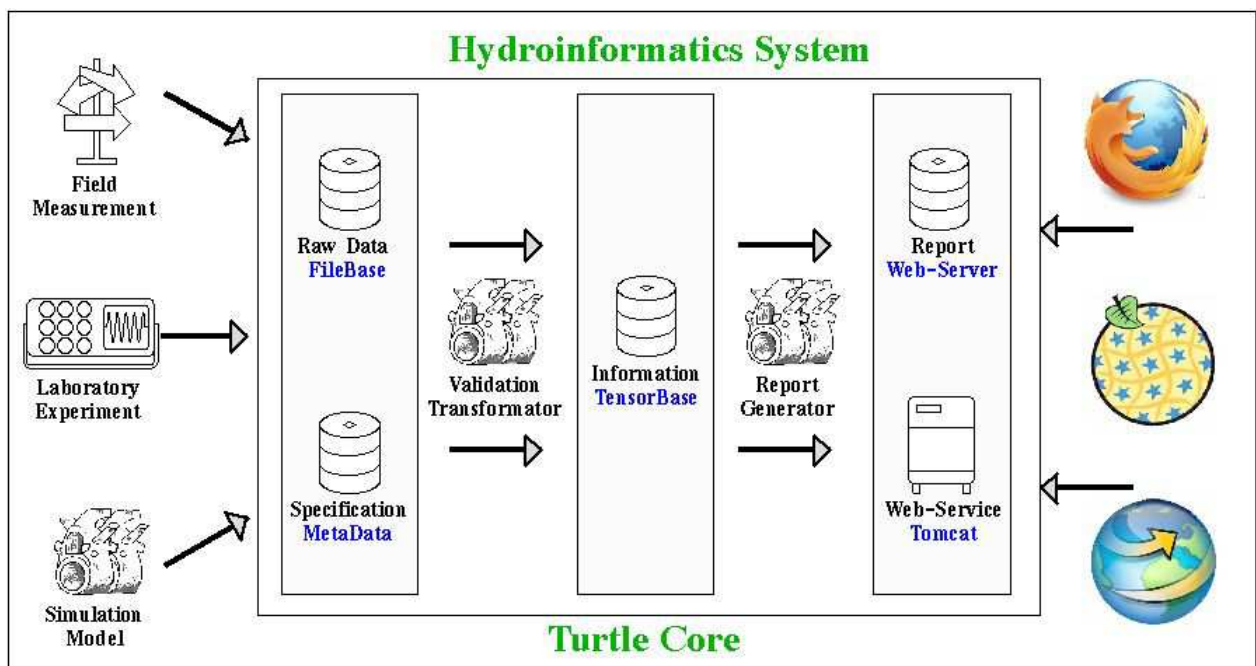 Hydroinformatics System
Field
Measurement
Laboratory
Experiment
Simulation
Model
Raw Data
FileBase
Specification
MetaData
Validation
Transformator
Information
TensorBase
Report
Generator
Report
Web-Server
Web-Service
Tomcat
Turtle Core